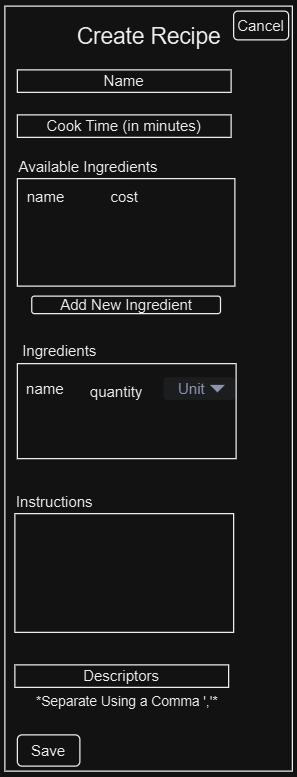 Create Recipe
Cancel
Name
Cook Time (in minutes)
Available Ingredients
name cost
Add New Ingredient
Ingredients
name quantity Unit
Instructions
Descriptors
*Separate Using a Comma ','*
Save